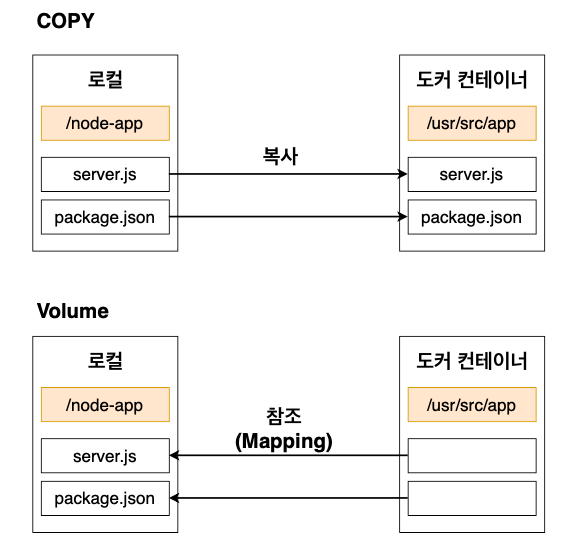 COPY
로컬
도커 컨테이너
/node-app
/usr/src/app
복사
server.js
server.js
package.json
package.json
Volume
로컬
도커 컨테이너
/node-app
/usr/src/app
참조
(Mapping)
server.js
package.json